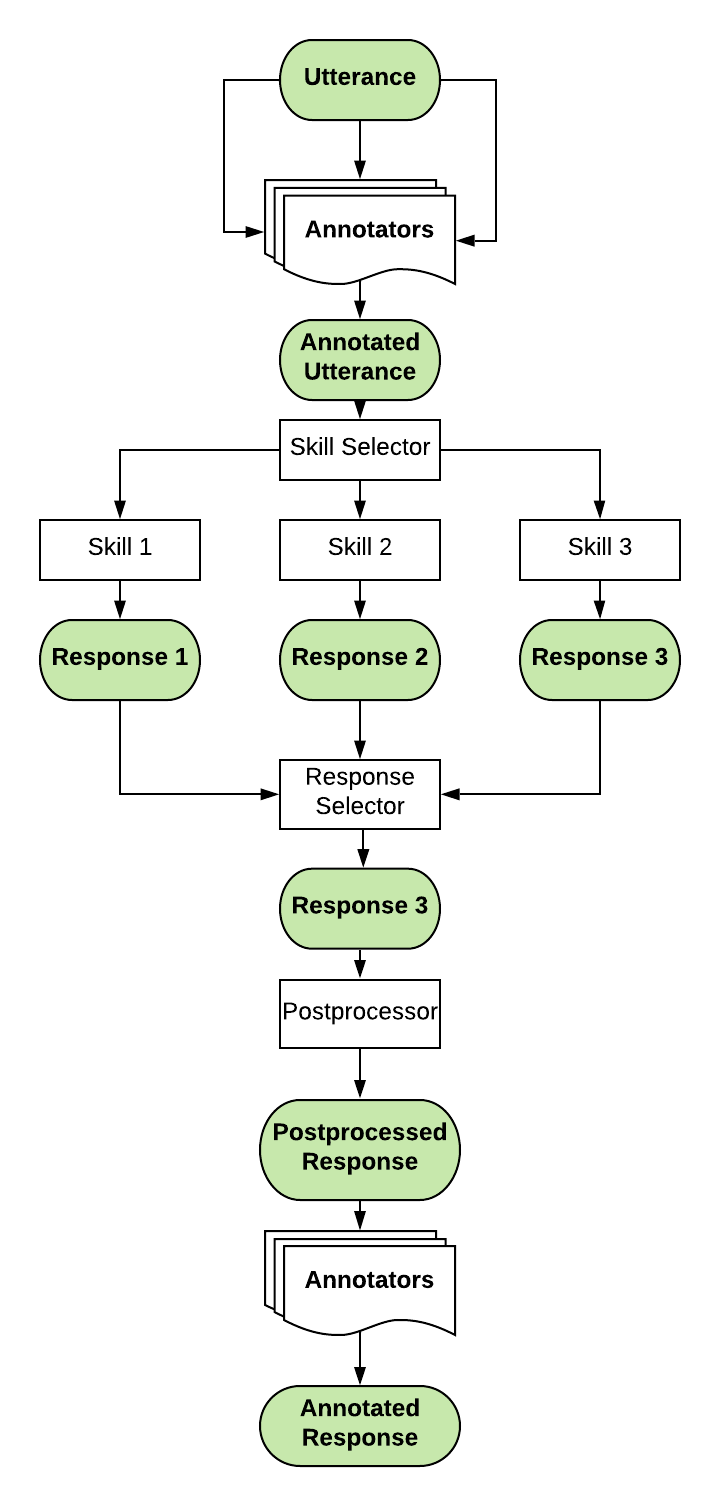 Utterance
Annotators
Annotated
Utterance
Skill Selector
Skill 1
Skill 2
Skill 3
Response 1
Response 2
Response 3
Response
Selector
Response 3
Postprocessor
Postprocessed
Response
Annotators
Annotated
Response